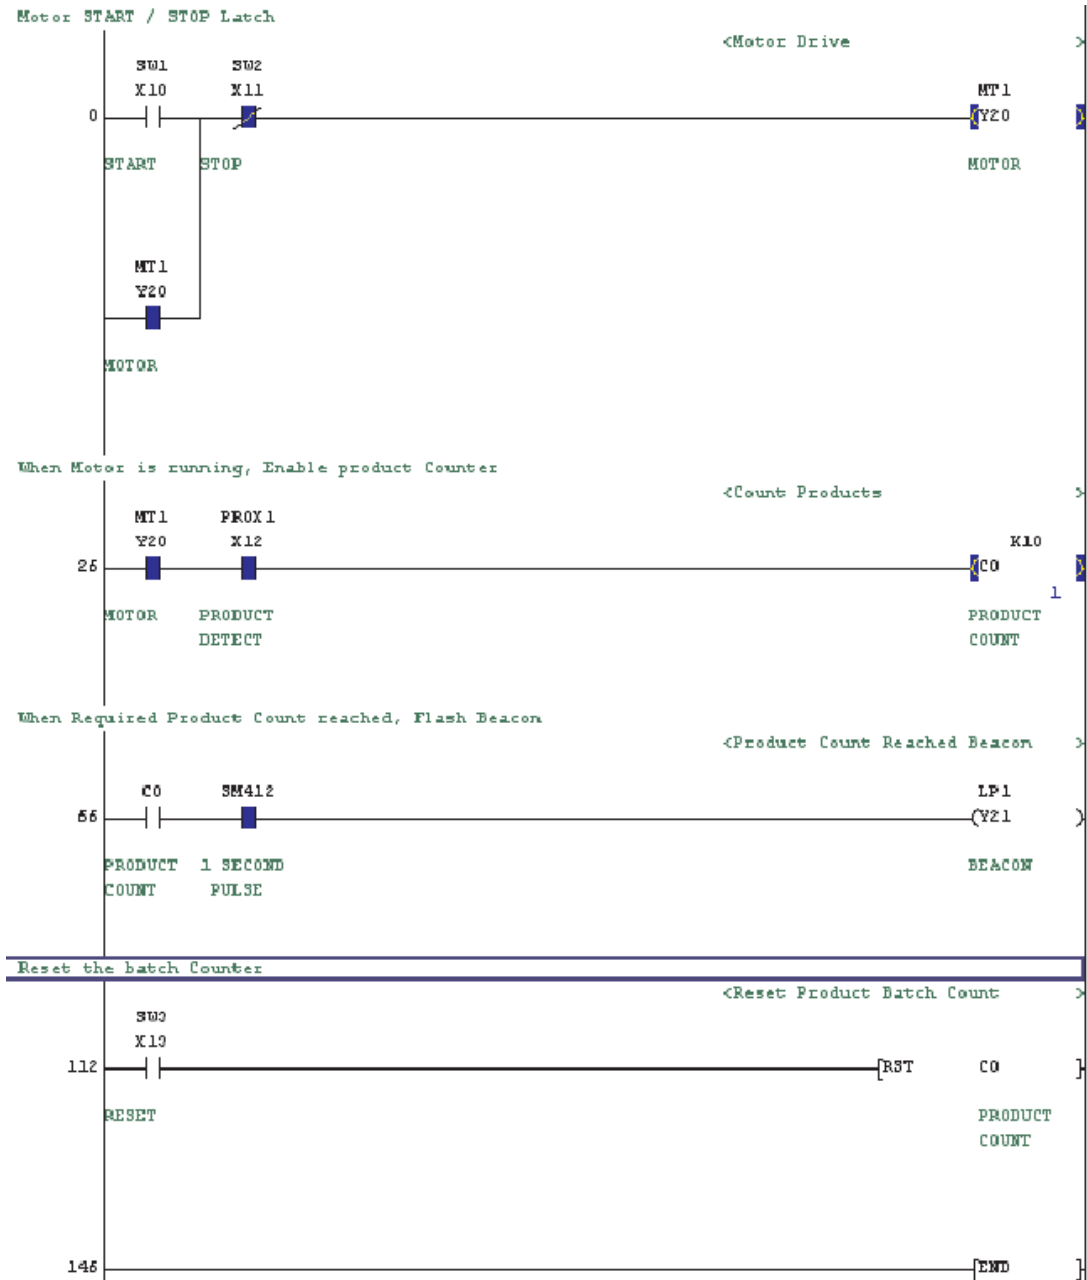 Motor START / STOP Latch
<Motor Drive >
SW1 SW2
X10 X11 MT1
0 Y20
START STOP MOTOR
MT1
Y20
MOTOR
When Motor is running, Enable product Counter
<Count Products >
MT1 PROX1
Y20 X12 K10
C0
1
MOTOR PRODUCT PRODUCT
DETECT COUNT
When Required Product Count reached, Flash Beacon
<Product Count Reached Beacon >
C0 SM412 LP1
Y21
PRODUCT 1 SECOND BEACON
COUNT PULSE
Reset the batch Counter
<Reset Product Batch Count >
SW3
X13
112 RST C0
RESET PRODUCT
COUNT
END